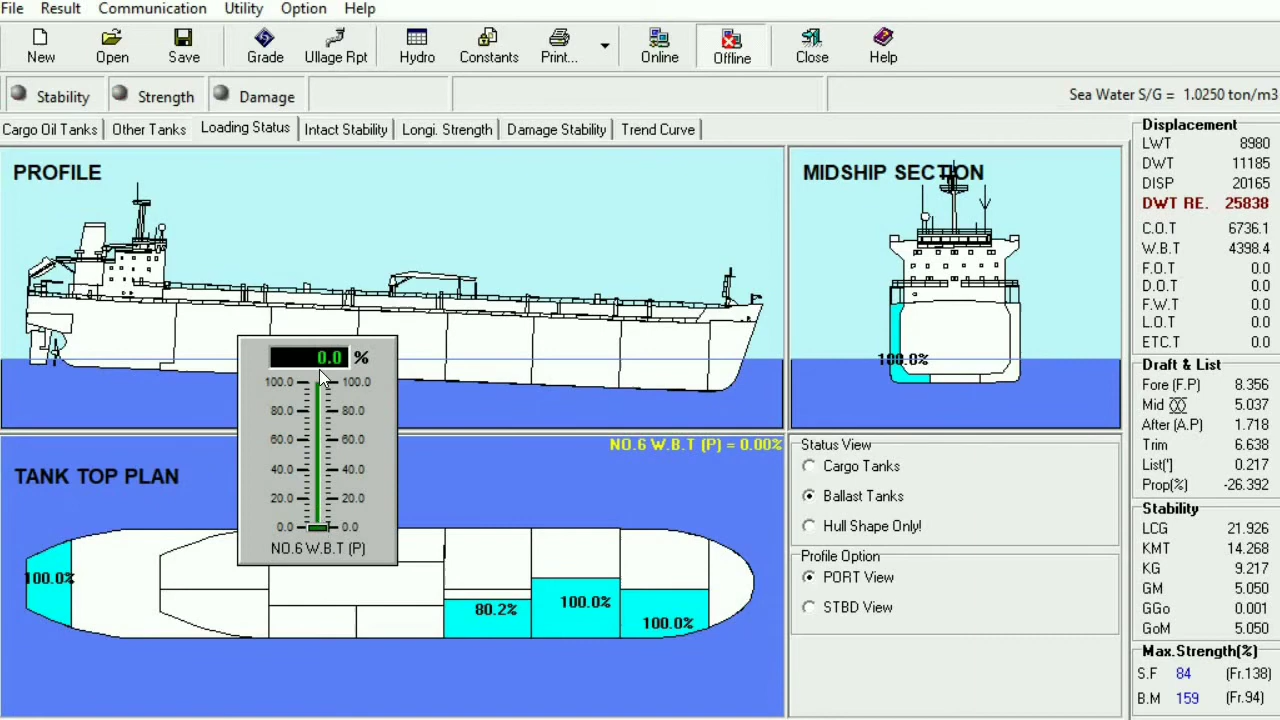 File Result Communication Utility Option Help
New Open Save Grade Ullage Rpt Hydro Constants Print... Online Offline Close Help
Stability Strength Damage Sea Water S/G = 1.0250 ton/m3
Cargo Oil Tanks Other Tanks Loading Status Intact Stability Longi. Strength Damage Stability Trend Curve
PROFILE
0.0 %
100.0 100.0
80.0 80.0
60.0 60.0
40.0 40.0
20.0 20.0
0.0 0.0
NO.6 W.B.T (P)
MIDSHIP SECTION
100.0%
NO.6 W.B.T (P) = 0.00%
TANK TOP PLAN
100.0%
80.2%
100.0%
100.0%
Status View
Cargo Tanks
Ballast Tanks
Hull Shape Only!
Profile Option
PORT View
STBD View
Displacement
LWT 8980
DWT 11185
DISP 20165
DWT RE. 25838
C.O.T 6736.1
W.B.T 4398.4
F.O.T 0.0
D.O.T 0.0
F.W.T 0.0
L.O.T 0.0
ETC.T 0.0
Draft & List
Fore (F.P) 8.356
Mid 5.037
After (A.P) 1.718
Trim 6.638
List(') 0.217
Prop(%) -26.392
Stability
LCG 21.926
KMT 14.268
KG 9.217
GM 5.050
GGo 0.001
GoM 5.050
Max.Strength(%)
S.F 84 (Fr.138)
B.M 159 (Fr.94)